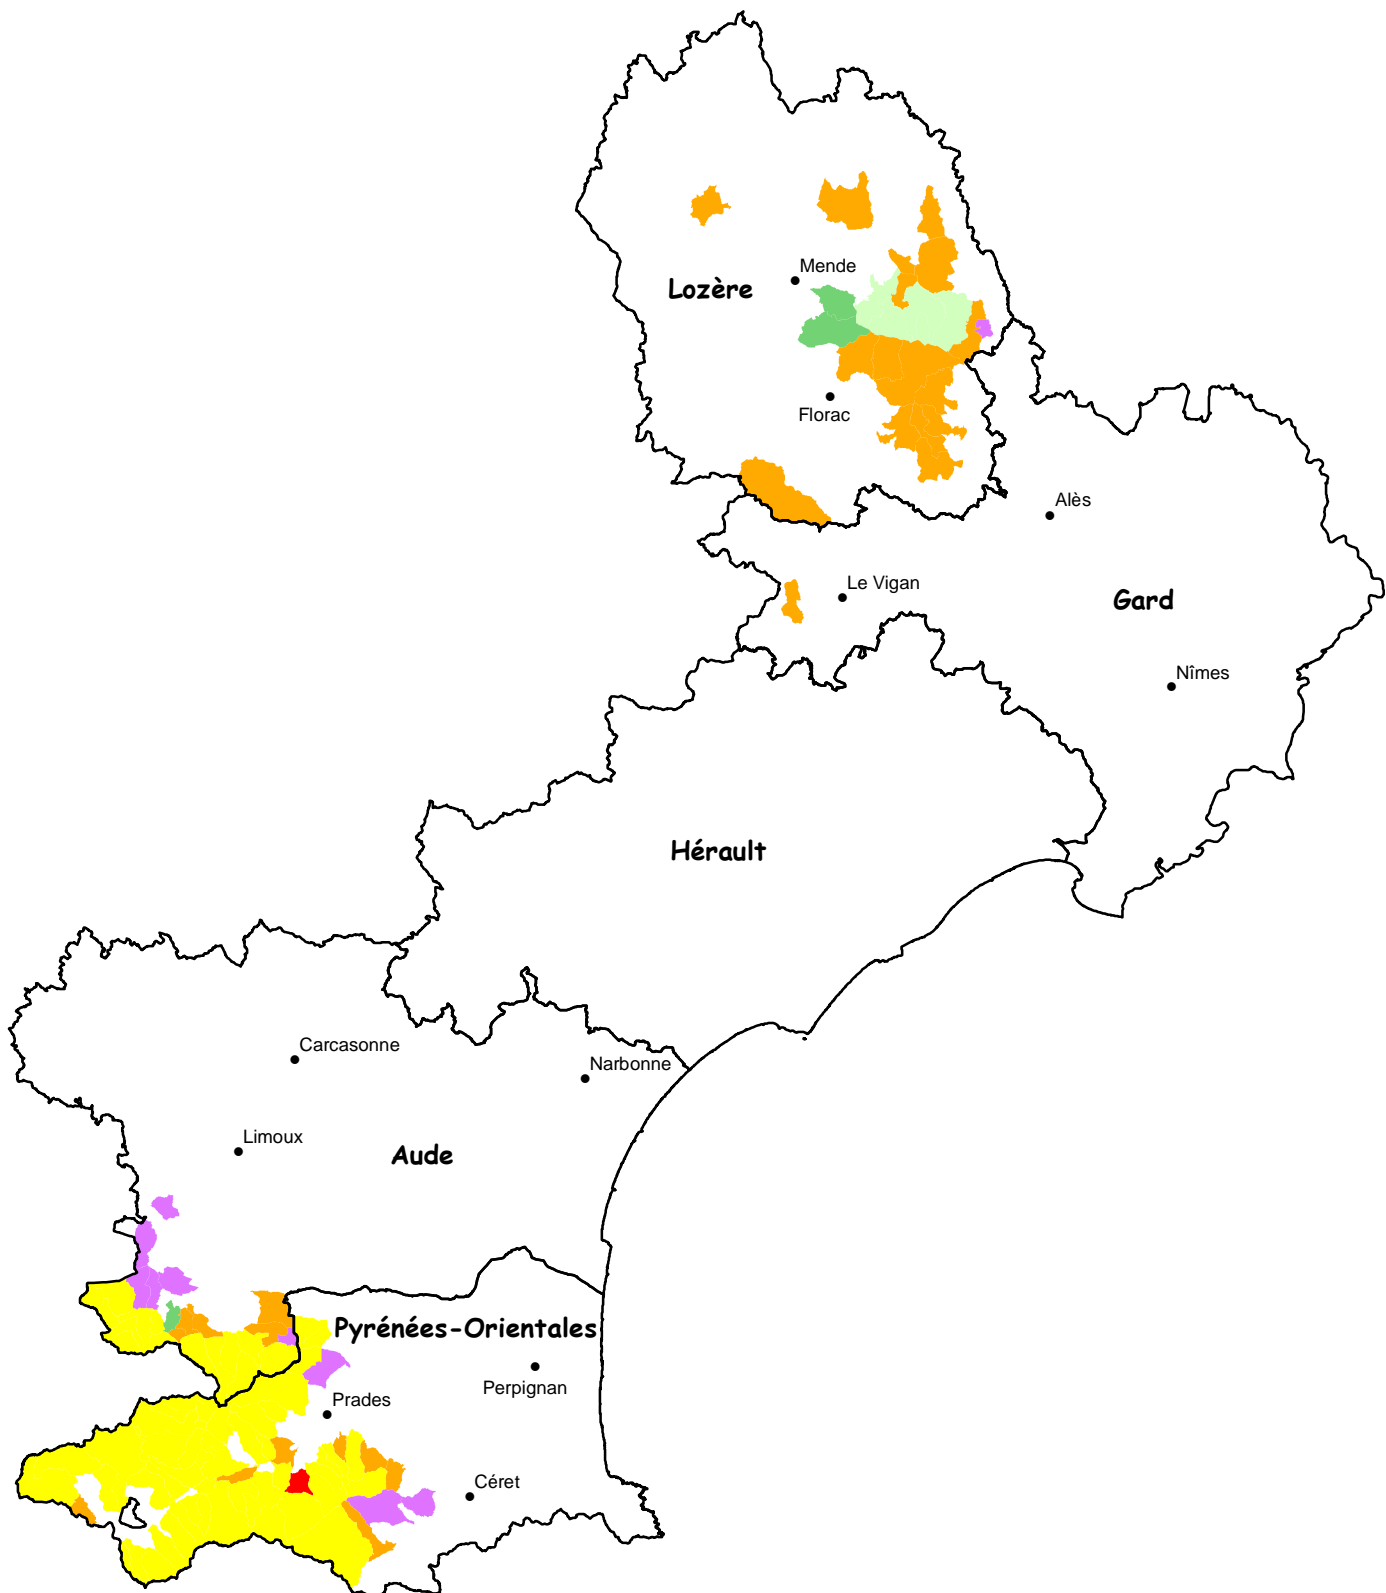 Mende
Lozère
Florac
Alès
Le Vigan
Gard
Nîmes
Hérault
Carcasonne
Narbonne
Limoux
Aude
Pyrénées-Orientales
Perpignan
Prades
Céret